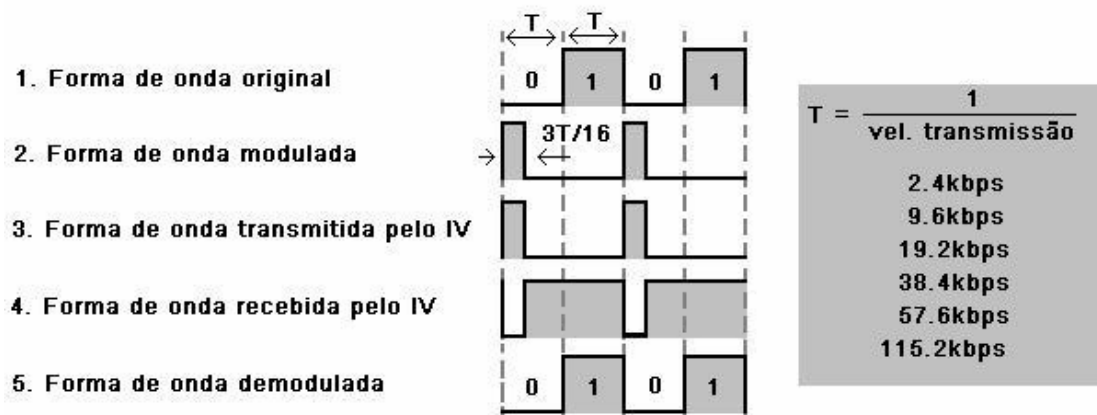 T T
1. Forma de onda original
0 1 0 1
2. Forma de onda modulada
3T/16
3. Forma de onda transmitida pelo IV
4. Forma de onda recebida pelo IV
5. Forma de onda demodulada
0 1 0 1
T = 1
vel. transmissão
2.4kbps
9.6kbps
19.2kbps
38.4kbps
57.6kbps
115.2kbps